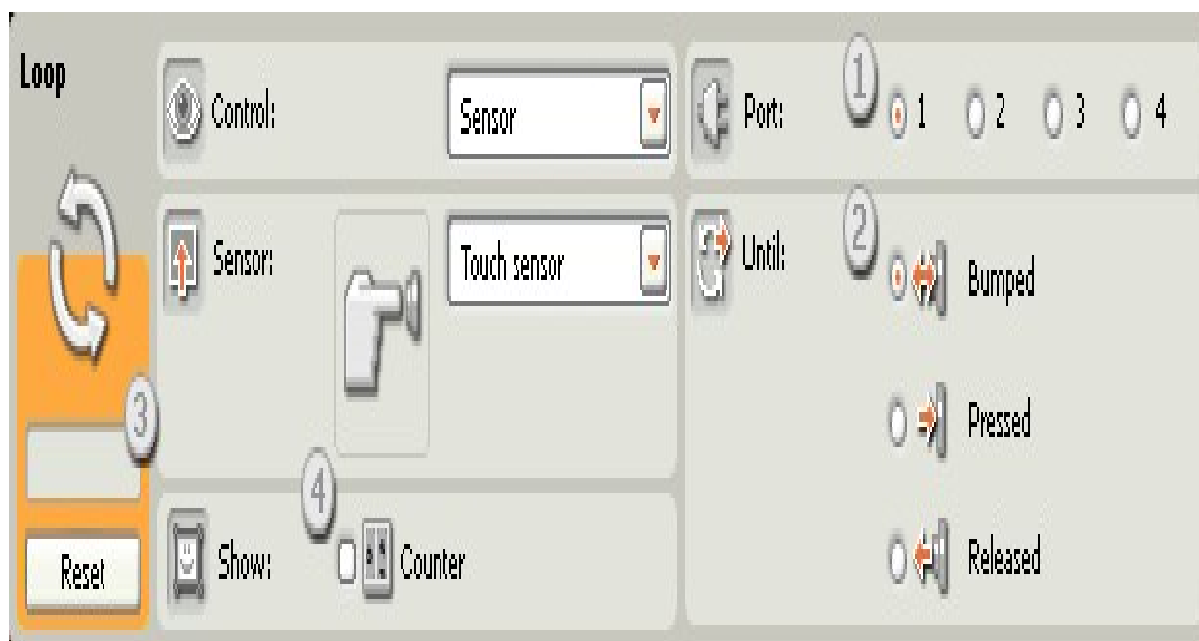 Loop
Control:
Sensor
Port:
1
1 2 3 4
Sensor:
Touch sensor
Until:
2
Bumped
Pressed
Released
3
Reset
4
Show:
Counter